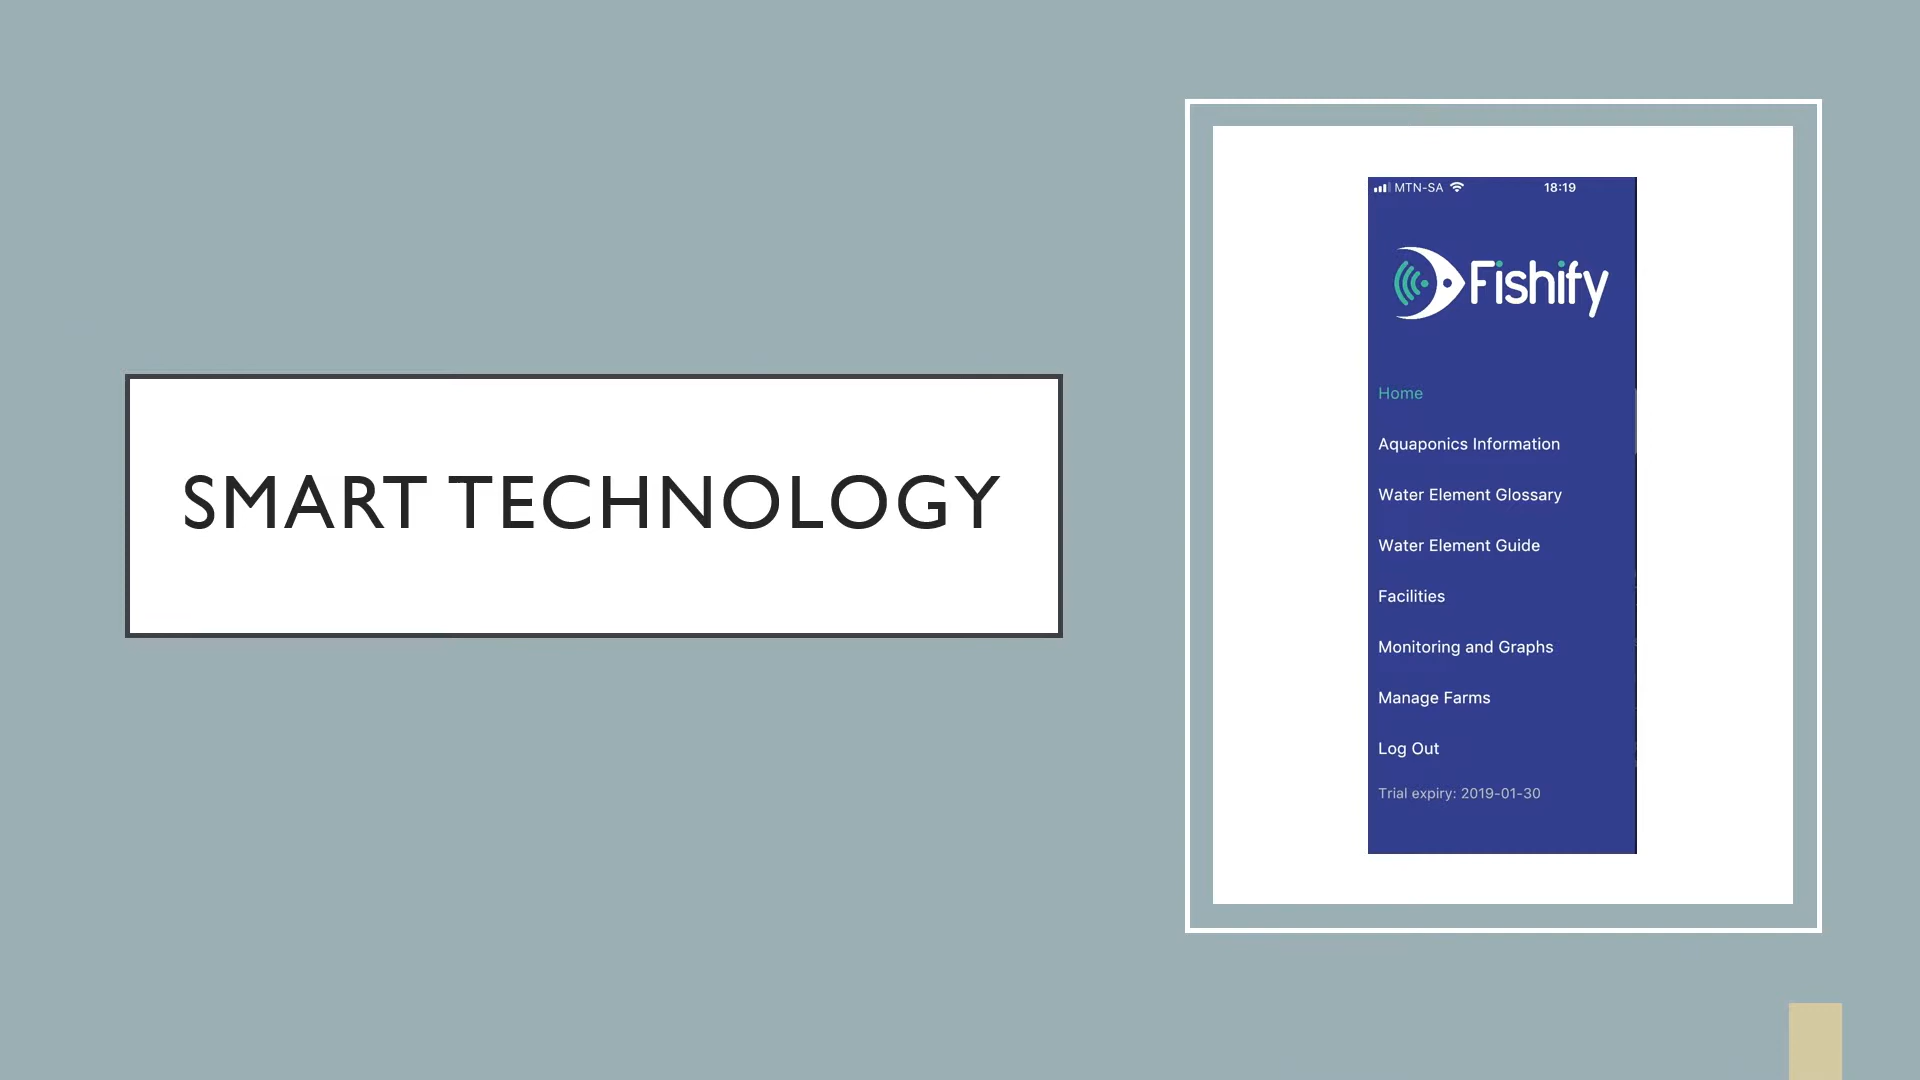 SMART TECHNOLOGY
MTN-SA 18:19
Fishify
Home
Aquaponics Information
Water Element Glossary
Water Element Guide
Facilities
Monitoring and Graphs
Manage Farms
Log Out
Trial expiry: 2019-01-30